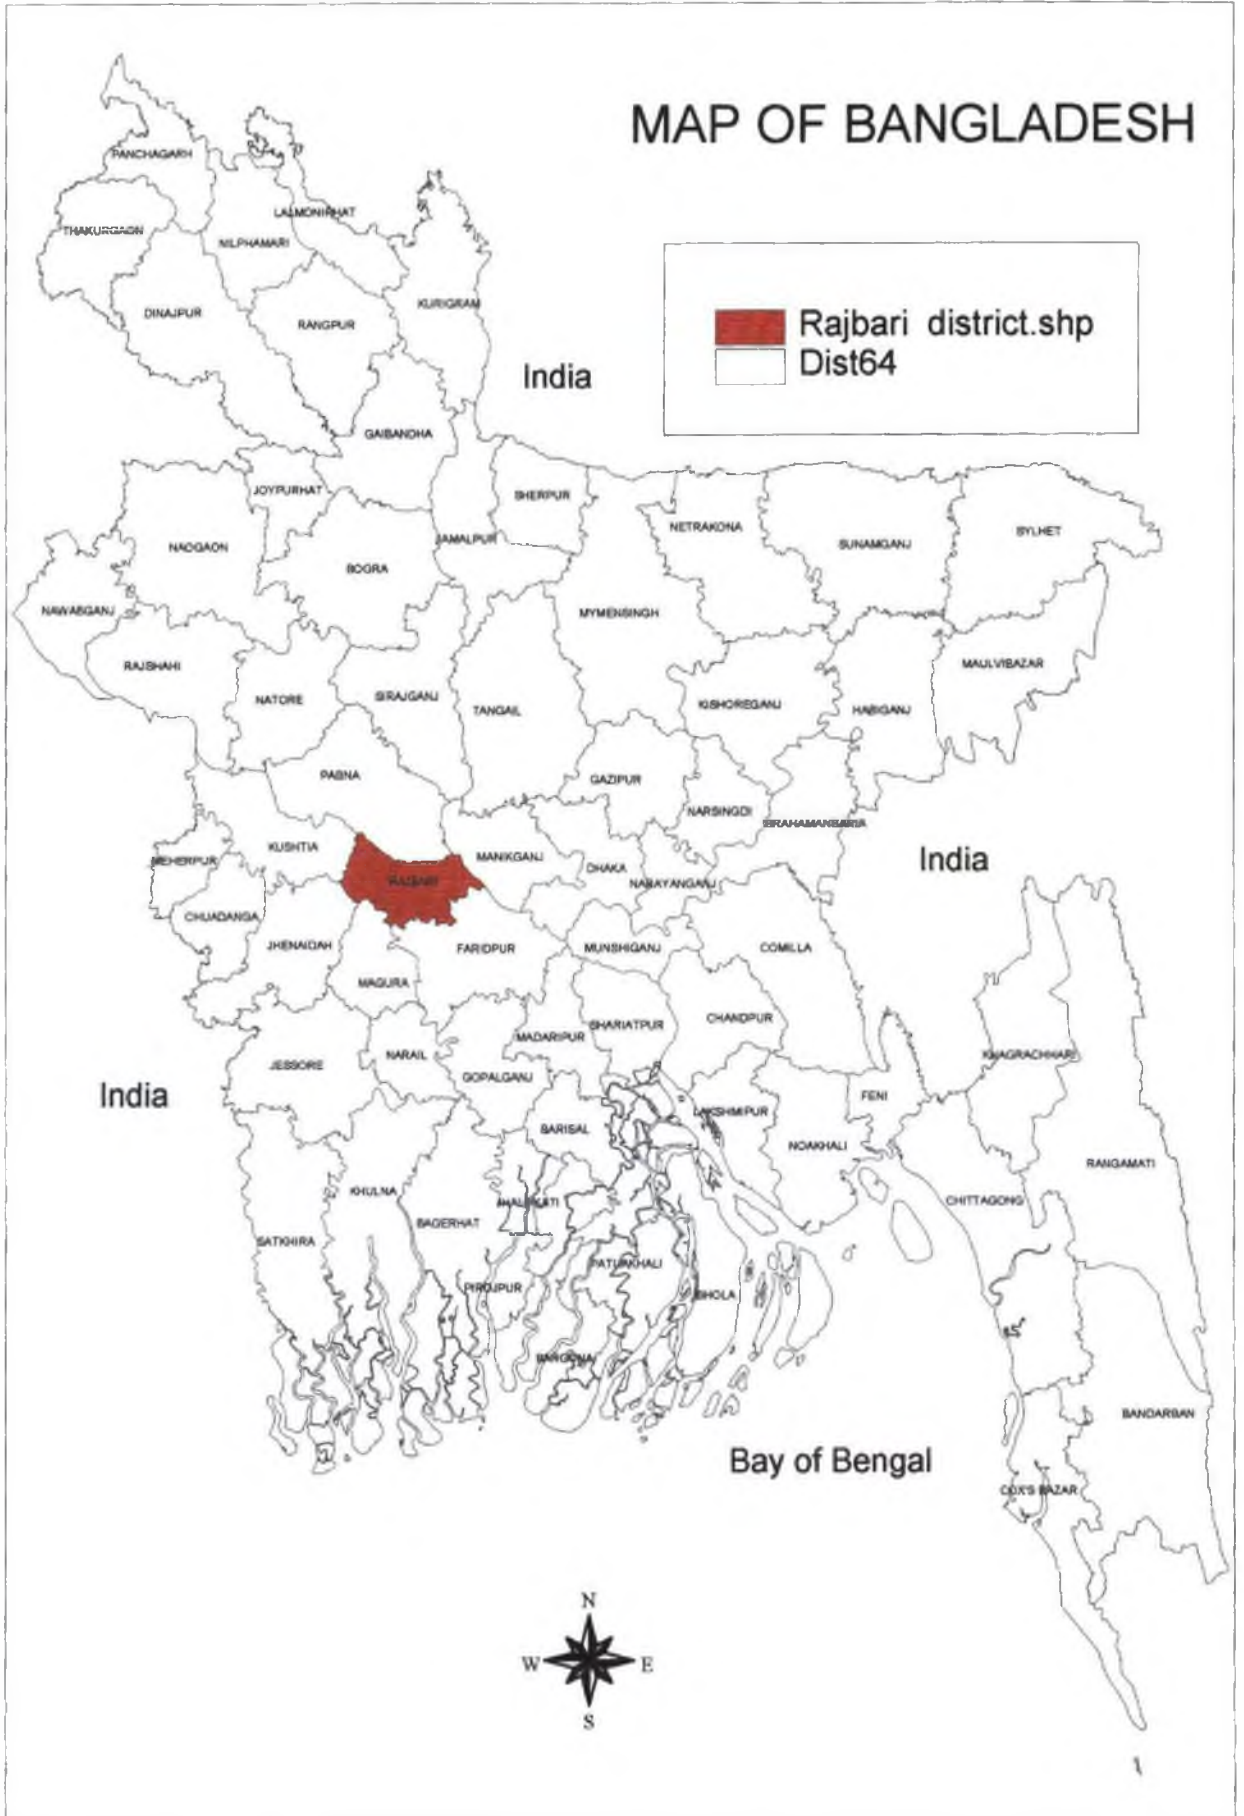 MAP OF BANGLADESH
PANCHAGARH
LALMONIRHAT
THAKURGAON
NILPHAMARI
KURIGRAM
DINAJPUR
RANGPUR
Rajbari district.shp
Dist64
India
GAIBANDHA
JOYPURHAT
SHERPUR
NETRAKONA
SYLHET
JAMALPUR
SUNAMGANJ
NAOGAON
BOGRA
NAWABGANJ
MYMENSINGH
RAJSHAHI
MAULVIBAZAR
NATORE
SIRAJGANJ
TANGAIL
KISHOREGANJ
HABIGANJ
PABNA
GAZIPUR
NARSINGDI
BRAHAMANBARIA
KUSHTIA
MEHERPUR
MANIKGANJ
India
DHAKA
RAJBARI
NARAYANGANJ
CHUADANGA
JHENAIDAH
FARIDPUR
MUNSHIGANJ
COMILLA
MAGURA
CHANDPUR
SHARIATPUR
MADARIPUR
NARAIL
KHAGRACHHARI
JESSORE
GOPALGANJ
India
FENI
LAKSHMIPUR
BARISAL
NOAKHALI
RANGAMATI
KHULNA
JHALOKATI
CHITTAGONG
BAGERHAT
SATKHIRA
PATUAKHALI
PIROJPUR
BHOLA
BARGUNA
BANDARBAN
Bay of Bengal
COX'S BAZAR
N
W E
S